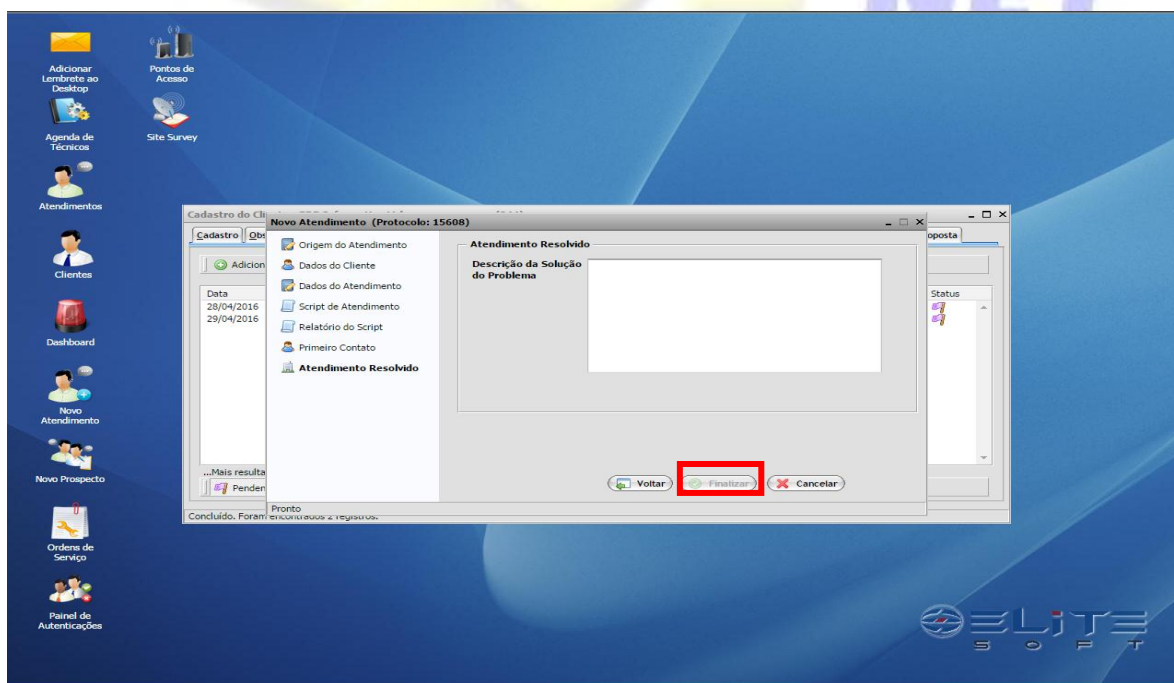 NET
Adicionar
Lembrete ao
Desktop
Pontos de
Acesso
Agenda de
Técnicos
Site Survey
Atendimentos
Clientes
Dashboard
Novo
Atendimento
Novo Prospecto
Ordens de
Serviço
Painel de
Autenticações
Cadastro do Cli
Cadastro Obs
oposta
Adicion
Data
Status
28/04/2016
29/04/2016
...Mais resulta
Penden
Concluído. Foram encontrados 2 registros.
Novo Atendimento (Protocolo: 15608)
Origem do Atendimento
Dados do Cliente
Dados do Atendimento
Script de Atendimento
Relatório do Script
Primeiro Contato
Atendimento Resolvido
Atendimento Resolvido
Descrição da Solução
do Problema
Voltar Finalizar Cancelar
Pronto
ELiTE
SOFT